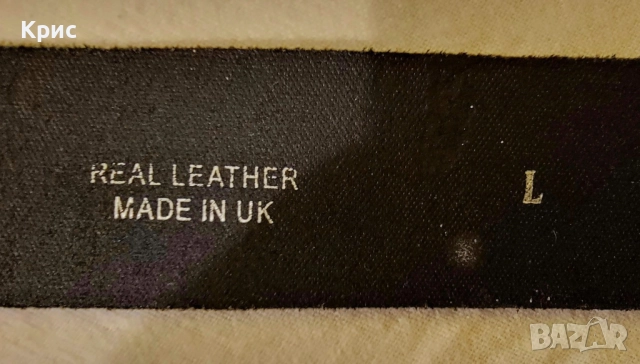 Крис
REAL LEATHER
MADE IN UK
L
BAZAR